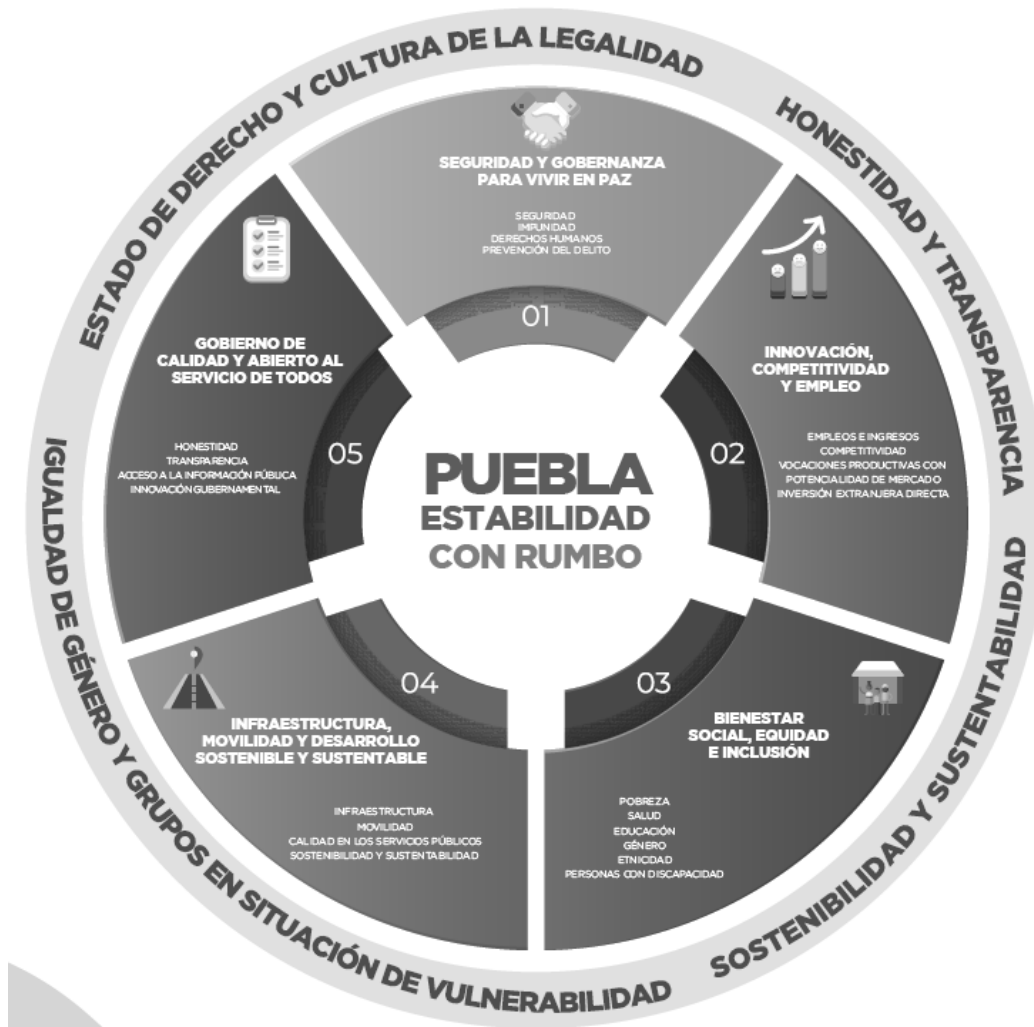 ESTADO DE DERECHO Y CULTURA DE LA LEGALIDAD
HONESTIDAD Y TRANSPARENCIA
SOSTENIBILIDAD Y SUSTENTABILIDAD
IGUALDAD DE GÉNERO Y GRUPOS EN SITUACIÓN DE VULNERABILIDAD
SEGURIDAD Y GOBERNANZA
PARA VIVIR EN PAZ
SEGURIDAD
IMPUNIDAD
DERECHOS HUMANOS
PREVENCIÓN DEL DELITO
01
INNOVACIÓN,
COMPETITIVIDAD
Y EMPLEO
EMPLEOS E INGRESOS
COMPETITIVIDAD
VOCACIONES PRODUCTIVAS CON
POTENCIALIDAD DE MERCADO
INVERSIÓN EXTRANJERA DIRECTA
02
BIENESTAR
SOCIAL, EQUIDAD
E INCLUSIÓN
POBREZA
SALUD
EDUCACIÓN
GÉNERO
ETNICIDAD
PERSONAS CON DISCAPACIDAD
03
INFRAESTRUCTURA,
MOVILIDAD Y DESARROLLO
SOSTENIBLE Y SUSTENTABLE
INFRAESTRUCTURA
MOVILIDAD
CALIDAD EN LOS SERVICIOS PÚBLICOS
SOSTENIBILIDAD Y SUSTENTABILIDAD
04
GOBIERNO DE
CALIDAD Y ABIERTO AL
SERVICIO DE TODOS
HONESTIDAD
TRANSPARENCIA
ACCESO A LA INFORMACIÓN PÚBLICA
INNOVACIÓN GUBERNAMENTAL
05
PUEBLA
ESTABILIDAD
CON RUMBO